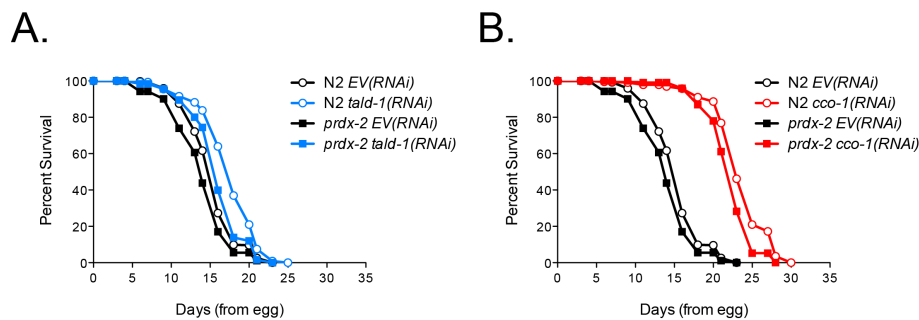 A.
B.
Percent Survival
100
80
60
40
20
0
0 5 10 15 20 25 30 35
Days (from egg)
N2 EV(RNAi)
N2 tald-1(RNAi)
prdx-2 EV(RNAi)
prdx-2 tald-1(RNAi)
Percent Survival
100
80
60
40
20
0
0 5 10 15 20 25 30 35
Days (from egg)
N2 EV(RNAi)
N2 cco-1(RNAi)
prdx-2 EV(RNAi)
prdx-2 cco-1(RNAi)